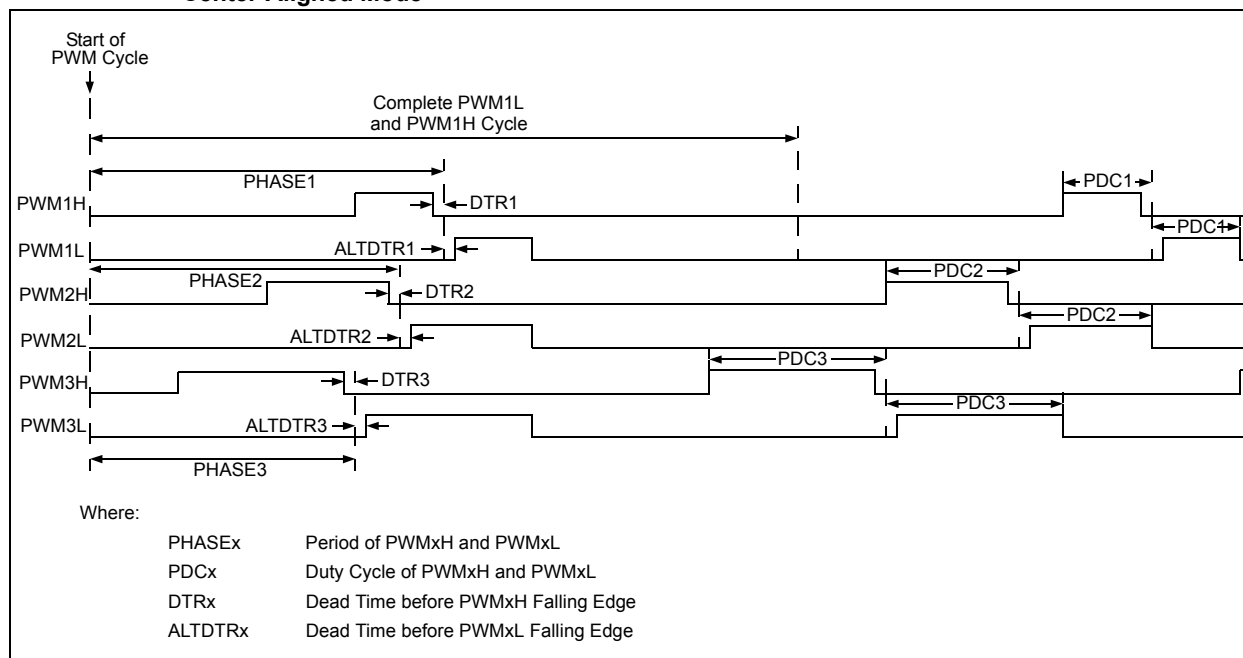 Center-Aligned Mode
Start of
PWM Cycle
Complete PWM1L
and PWM1H Cycle
PHASE1
PDC1
PWM1H
DTR1
PDC1
PWM1L
ALTDTR1
PHASE2
PDC2
PWM2H
DTR2
PDC2
PWM2L
ALTDTR2
PDC3
PWM3H
DTR3
PDC3
PWM3L
ALTDTR3
PHASE3
Where:
PHASEx Period of PWMxH and PWMxL
PDCx Duty Cycle of PWMxH and PWMxL
DTRx Dead Time before PWMxH Falling Edge
ALTDTRx Dead Time before PWMxL Falling Edge